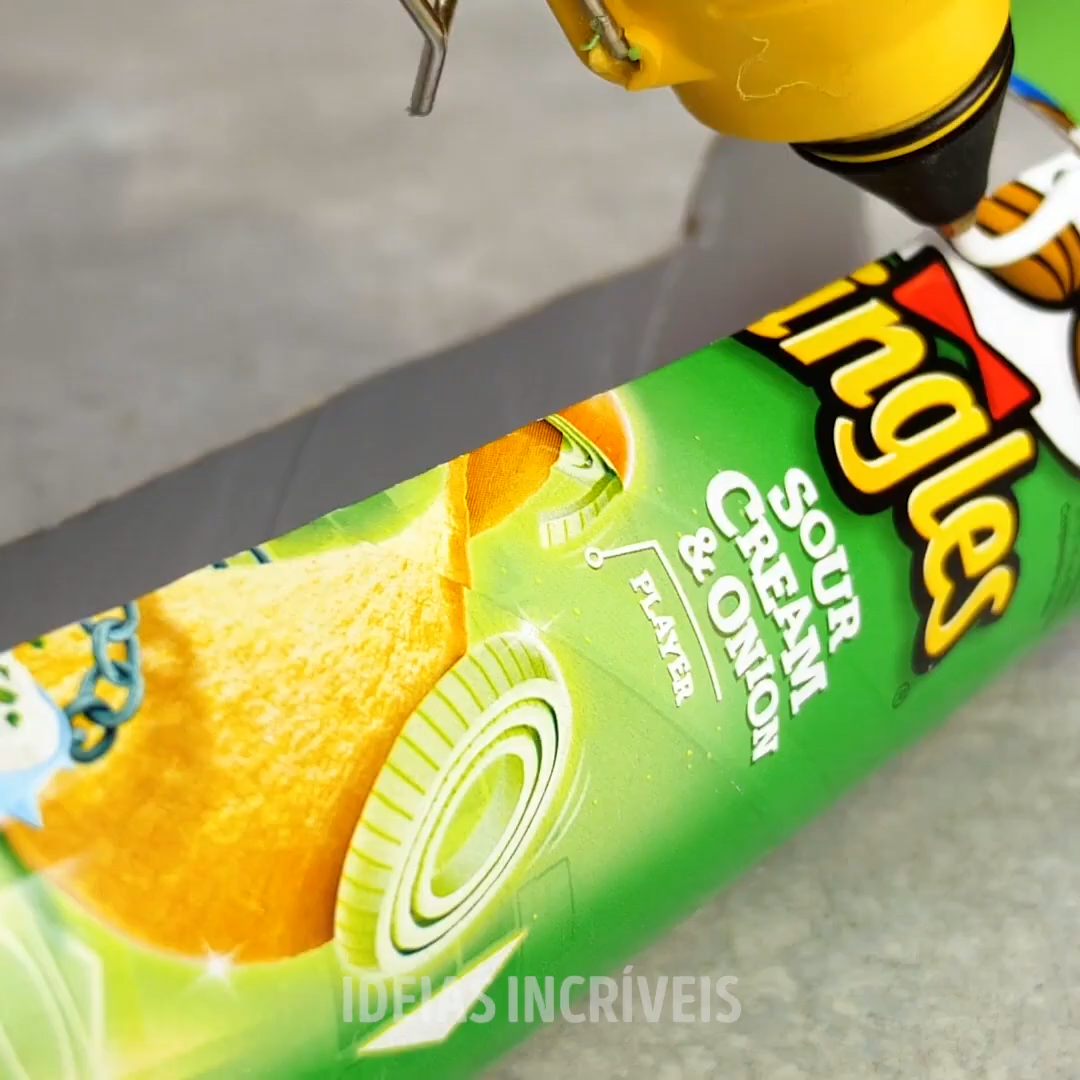 ingles
SOUR
CREAM
& ONION
PLAYER
IDEIAS INCRÍVEIS